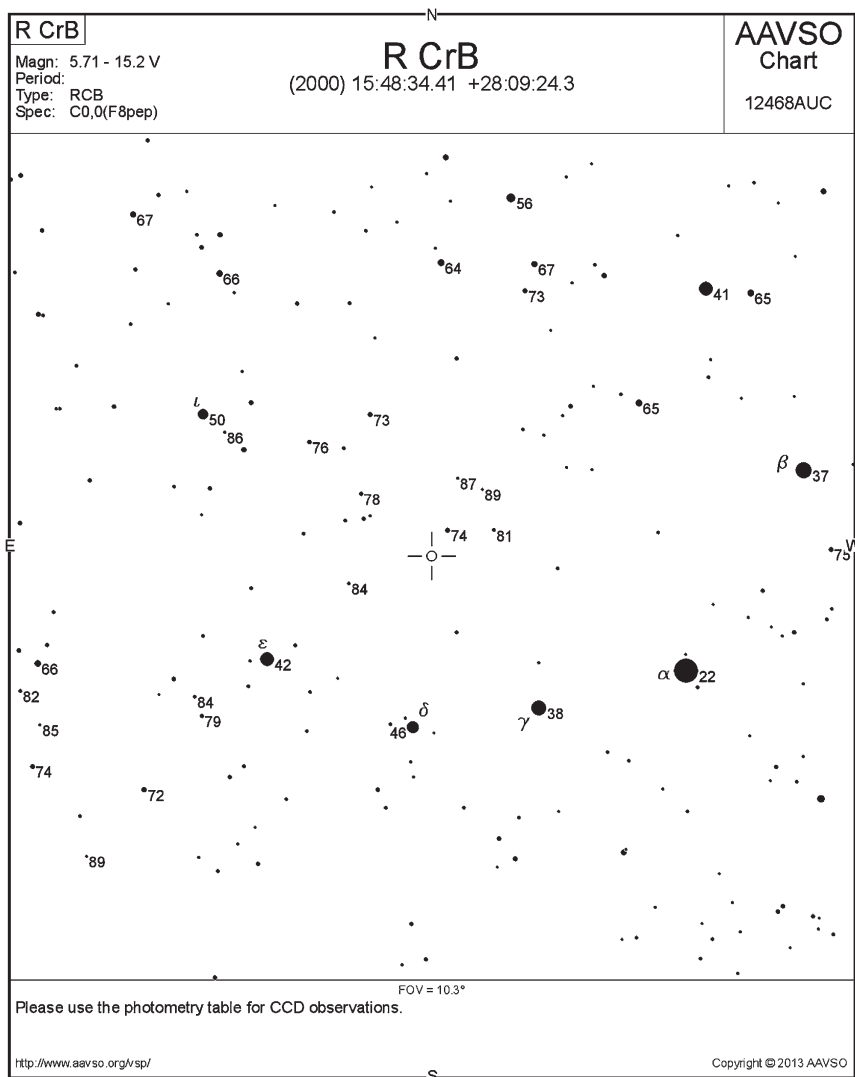 N
R CrB
Magn: 5.71 - 15.2 V
Period:
Type: RCB
Spec: C0,0(F8pep)
R CrB
(2000) 15:48:34.41 +28:09:24.3
AAVSO
Chart
12468AUC
56
67
64
67
66
73
41
65
ι
50
65
73
86
76
β
37
87
89
78
74
81
E
W
75
84
ε
42
66
α
22
82
84
δ
79
38
γ
85
46
74
72
89
FOV = 10.3°
Please use the photometry table for CCD observations.
http://www.aavso.org/vsp/
Copyright © 2013 AAVSO
S